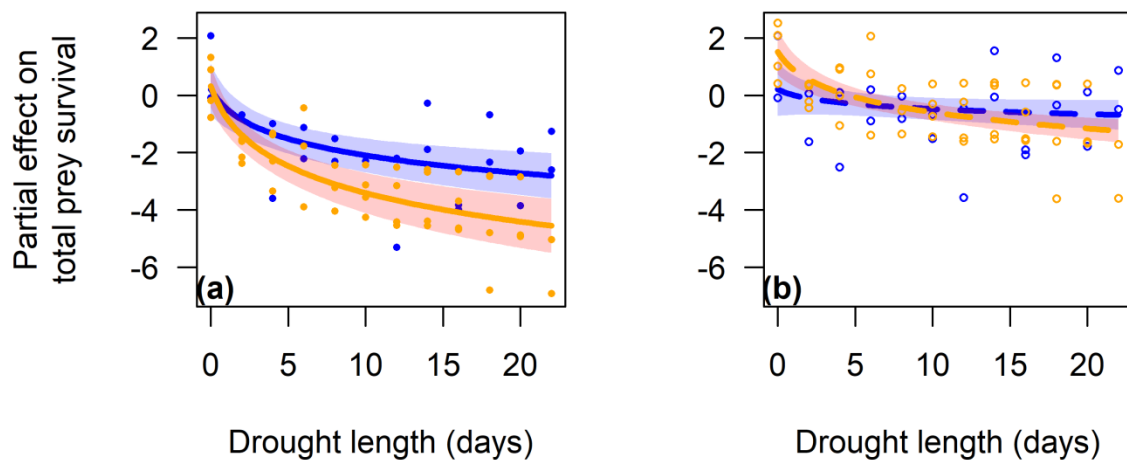 Partial effect on
total prey survival
2
0
-2
-4
-6
(a)
0 5 10 15 20
Drought length (days)
2
0
-2
-4
-6
(b)
0 5 10 15 20
Drought length (days)